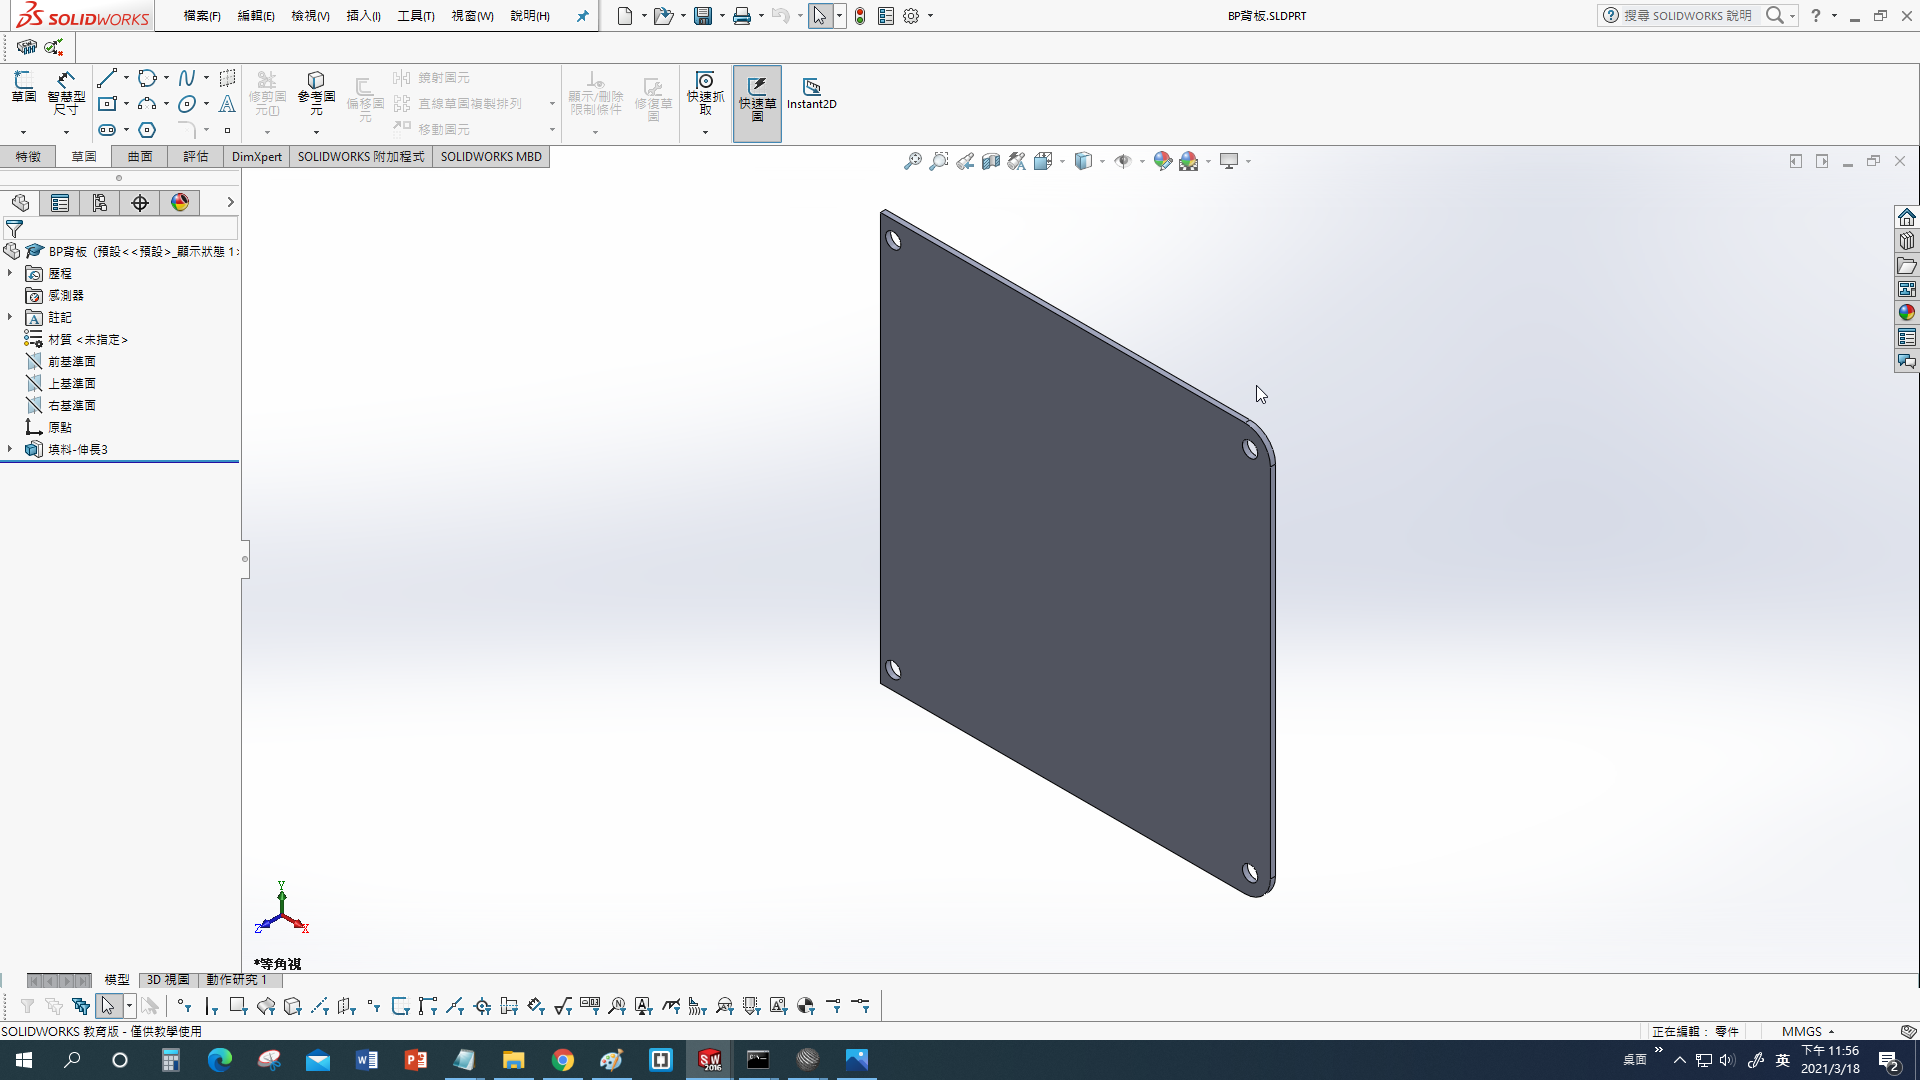 SOLIDWORKS 檔案(F) 編輯(E) 檢視(V) 插入(I) 工具(T) 視窗(W) 說明(H) BP背板.SLDPRT 搜尋 SOLIDWORKS 說明
草圖 智慧型尺寸 修剪圖元(I) 參考圖元 偏移圖元 鏡射圖元 直線草圖複製排列 移動圖元 顯示/刪除限制條件 修復草圖 快速抓取 快速草圖 Instant2D
特徵 草圖 曲面 評估 DimXpert SOLIDWORKS 附加程式 SOLIDWORKS MBD
BP背板 (預設<<預設>_顯示狀態 1>
歷程
感測器
註記
材質 <未指定>
前基準面
上基準面
右基準面
原點
填料-伸長3
Y
Z X
*等角視
模型 3D 視圖 動作研究 1
SOLIDWORKS 教育版 - 僅供教學使用 正在編輯： 零件 MMGS
桌面 英 下午 11:56
2021/3/18 2